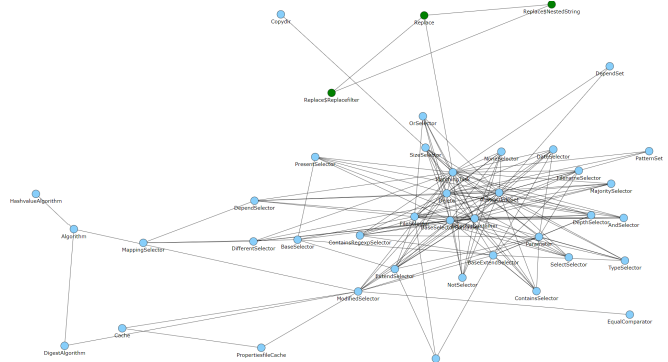 Replace$NestedString
Copydir
Replace
DependSet
Replace$Replacefilter
OrSelector
SizeSelector
NoneSelector
DateSelector
PatternSet
PresentSelector
FilenameSelector
MajoritySelector
HashvalueAlgorithm
DependSelector
AndSelector
DepthSelector
Algorithm
MappingSelector
DifferentSelector
BaseSelector
ContainsRegexpSelector
Parameter
BaseExtendSelector
SelectSelector
TypeSelector
ExtendSelector
NotSelector
ModifiedSelector
ContainsSelector
EqualComparator
Cache
DigestAlgorithm
PropertiesfileCache